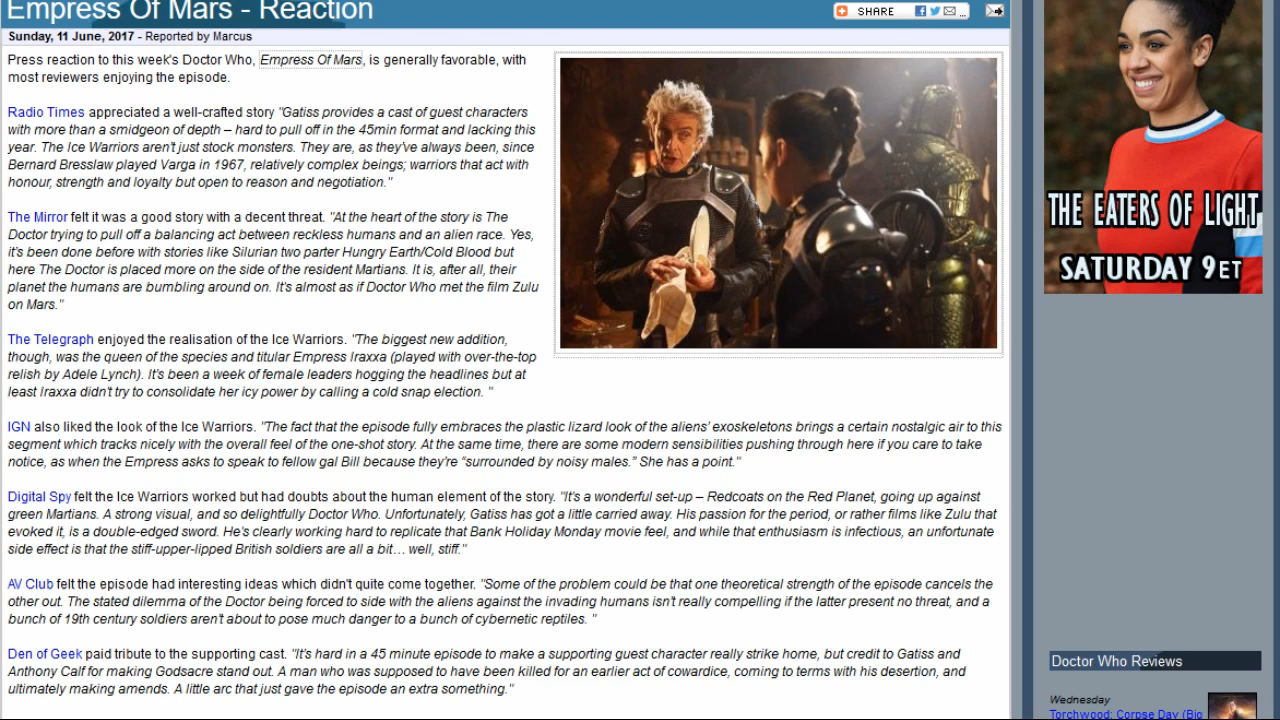 Empress Of Mars - Reaction
SHARE ...
Sunday, 11 June, 2017 - Reported by Marcus
Press reaction to this week's Doctor Who, Empress Of Mars, is generally favorable, with
most reviewers enjoying the episode.
Radio Times appreciated a well-crafted story "Gatiss provides a cast of guest characters
with more than a smidgeon of depth – hard to pull off in the 45min format and lacking this
year. The Ice Warriors aren't just stock monsters. They are, as they've always been, since
Bernard Bresslaw played Varga in 1967, relatively complex beings; warriors that act with
honour, strength and loyalty but open to reason and negotiation."
The Mirror felt it was a good story with a decent threat. "At the heart of the story is The
Doctor trying to pull off a balancing act between reckless humans and an alien race. Yes,
it's been done before with stories like Silurian two parter Hungry Earth/Cold Blood but
here The Doctor is placed more on the side of the resident Martians. It is, after all, their
planet the humans are bumbling around on. It's almost as if Doctor Who met the film Zulu
on Mars."
The Telegraph enjoyed the realisation of the Ice Warriors. "The biggest new addition,
though, was the queen of the species and titular Empress Iraxxa (played with over-the-top
relish by Adele Lynch). It's been a week of female leaders hogging the headlines but at
least Iraxxa didn't try to consolidate her icy power by calling a cold snap election. "
IGN also liked the look of the Ice Warriors. "The fact that the episode fully embraces the plastic lizard look of the aliens' exoskeletons brings a certain nostalgic air to this
segment which tracks nicely with the overall feel of the one-shot story. At the same time, there are some modern sensibilities pushing through here if you care to take
notice, as when the Empress asks to speak to fellow gal Bill because they're "surrounded by noisy males." She has a point."
Digital Spy felt the Ice Warriors worked but had doubts about the human element of the story. "It's a wonderful set-up – Redcoats on the Red Planet, going up against
green Martians. A strong visual, and so delightfully Doctor Who. Unfortunately, Gatiss has got a little carried away. His passion for the period, or rather films like Zulu that
evoked it, is a double-edged sword. He's clearly working hard to replicate that Bank Holiday Monday movie feel, and while that enthusiasm is infectious, an unfortunate
side effect is that the stiff-upper-lipped British soldiers are all a bit… well, stiff."
AV Club felt the episode had interesting ideas which didn't quite come together. "Some of the problem could be that one theoretical strength of the episode cancels the
other out. The stated dilemma of the Doctor being forced to side with the aliens against the invading humans isn't really compelling if the latter present no threat, and a
bunch of 19th century soldiers aren't about to pose much danger to a bunch of cybernetic reptiles. "
Den of Geek paid tribute to the supporting cast. "It's hard in a 45 minute episode to make a supporting guest character really strike home, but credit to Gatiss and
Anthony Calf for making Godsacre stand out. A man who was supposed to have been killed for an earlier act of cowardice, coming to terms with his desertion, and
ultimately making amends. A little arc that just gave the episode an extra something."
THE EATERS OF LIGHT
SATURDAY 9ET
Doctor Who Reviews
Wednesday
Torchwood: Corpse Day (Big